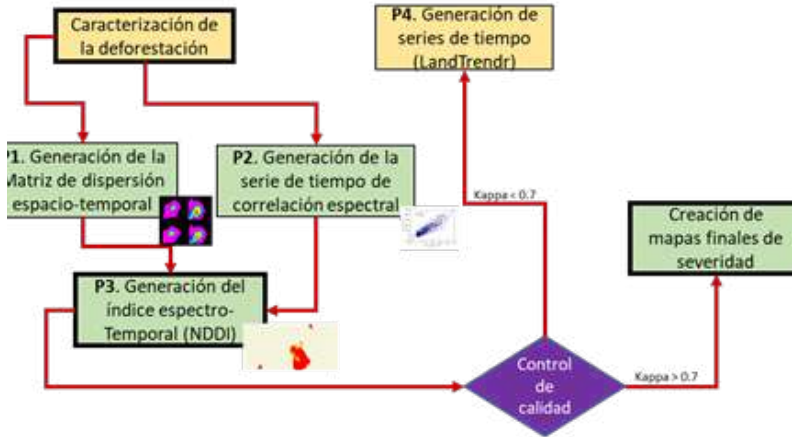 Caracterización de
la deforestación
P4. Generación de
series de tiempo
(LandTrendr)
P1. Generación de la
Matriz de dispersión
espacio-temporal
P2. Generación de la
serie de tiempo de
correlación espectral
Kappa < 0.7
Creación de
mapas finales de
severidad
P3. Generación del
índice espectro-
Temporal (NDDI)
Control
de
calidad
Kappa > 0.7